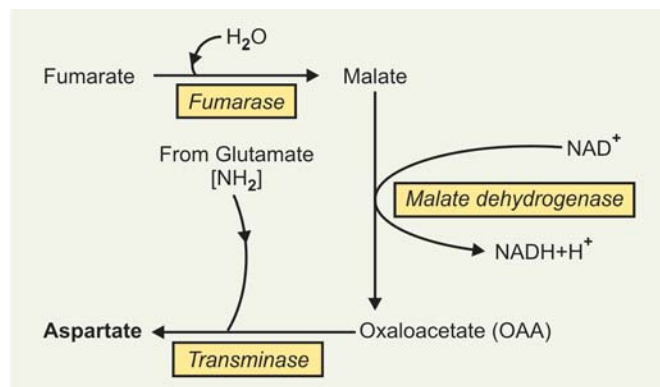 H2O
Fumarate
Malate
Fumarase
From Glutamate
[NH2]
NAD+
Malate dehydrogenase
NADH+H+
Aspartate
Oxaloacetate (OAA)
Transminase